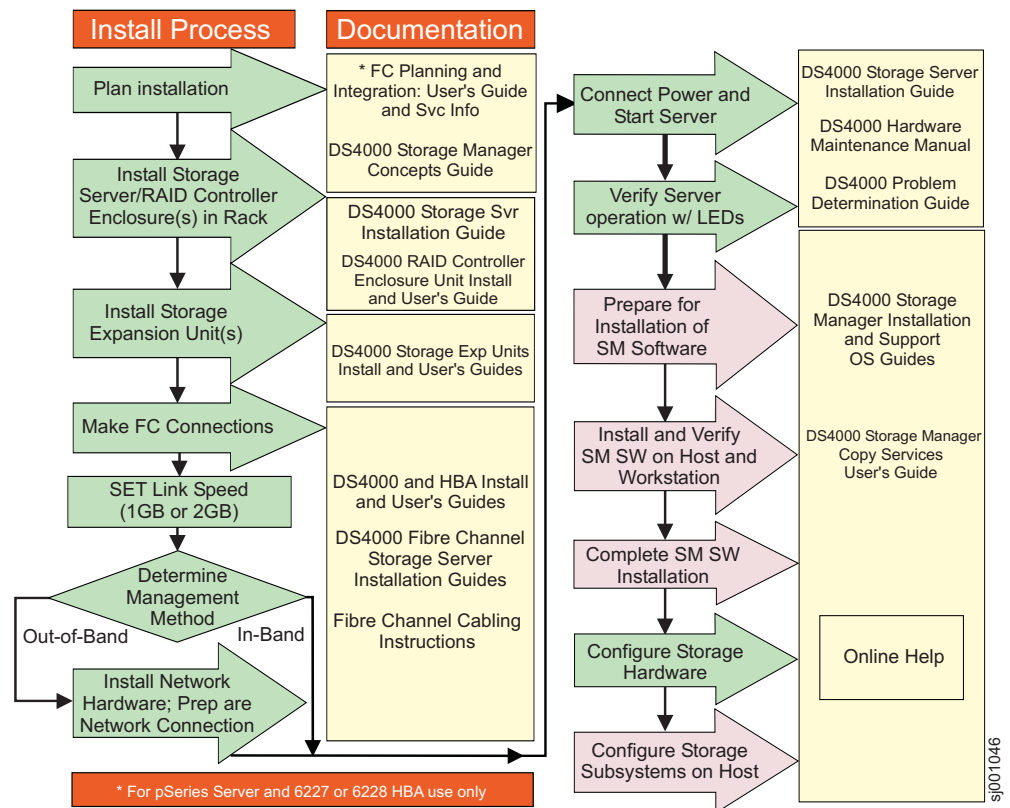 Install Process
Documentation
Plan installation
* FC Planning and
Integration: User's Guide
and Svc Info
DS4000 Storage Manager
Concepts Guide
Install Storage
Server/RAID Controller
Enclosure(s) in Rack
DS4000 Storage Svr
Installation Guide
DS4000 RAID Controller
Enclosure Unit Install
and User's Guide
Install Storage
Expansion Unit(s)
DS4000 Storage Exp Units
Install and User's Guides
Make FC Connections
SET Link Speed
(1GB or 2GB)
DS4000 and HBA Install
and User's Guides
DS4000 Fibre Channel
Storage Server
Installation Guides
Fibre Channel Cabling
Instructions
Determine
Management
Method
Out-of-Band
In-Band
Install Network
Hardware; Prep are
Network Connection
* For pSeries Server and 6227 or 6228 HBA use only
Connect Power and
Start Server
DS4000 Storage Server
Installation Guide
DS4000 Hardware
Maintenance Manual
DS4000 Problem
Determination Guide
Verify Server
operation w/ LEDs
Prepare for
Installation of
SM Software
DS4000 Storage
Manager Installation
and Support
OS Guides
Install and Verify
SM SW on Host and
Workstation
DS4000 Storage Manager
Copy Services
User's Guide
Complete SM SW
Installation
Configure Storage
Hardware
Online Help
Configure Storage
Subsystems on Host
sj001046